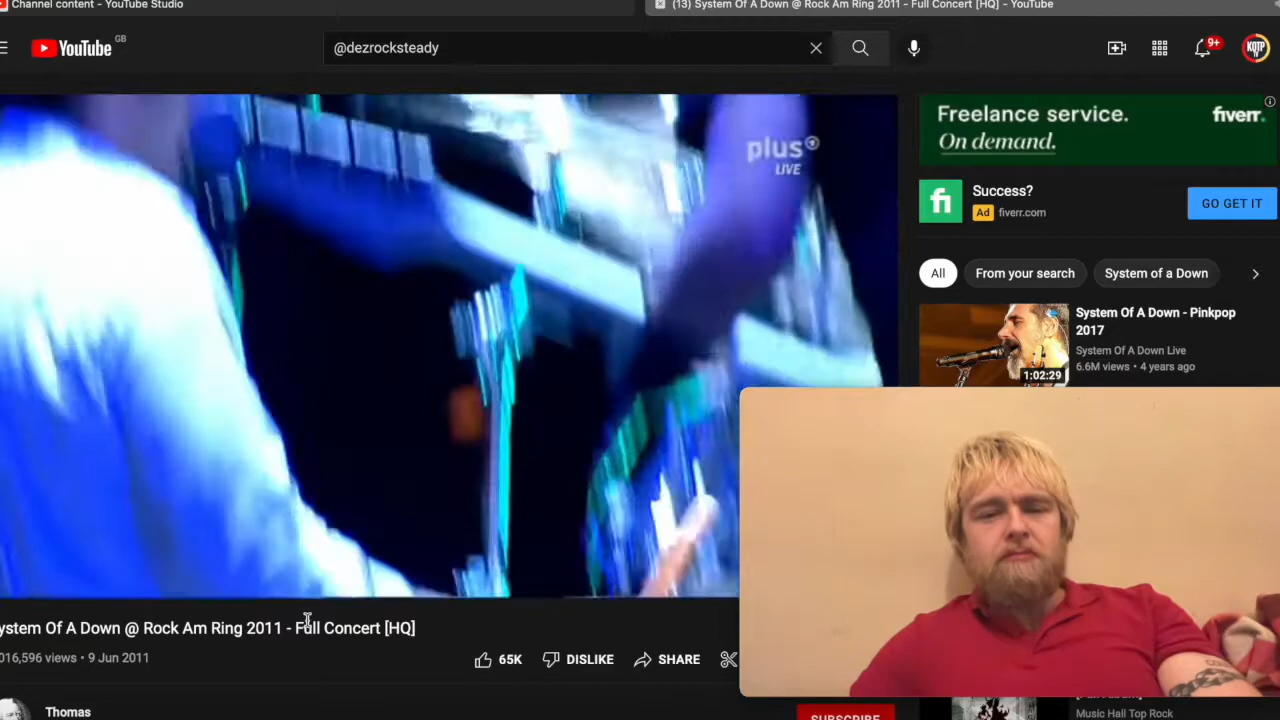 Channel content - YouTube Studio
(13) System Of A Down @ Rock Am Ring 2011 - Full Concert [HQ] - YouTube
YouTube GB
@dezrocksteady
9+
KOTP
plus
LIVE
Freelance service.
On demand.
fiverr.
fi
Success?
Ad fiverr.com
GO GET IT
All
From your search
System of a Down
System Of A Down - Pinkpop
2017
System Of A Down Live
6.6M views • 4 years ago
1:02:29
ystem Of A Down @ Rock Am Ring 2011 - Full Concert [HQ]
016,596 views • 9 Jun 2011
65K
DISLIKE
SHARE
Thomas
SUBSCRIBE
Music Hall Top Rock